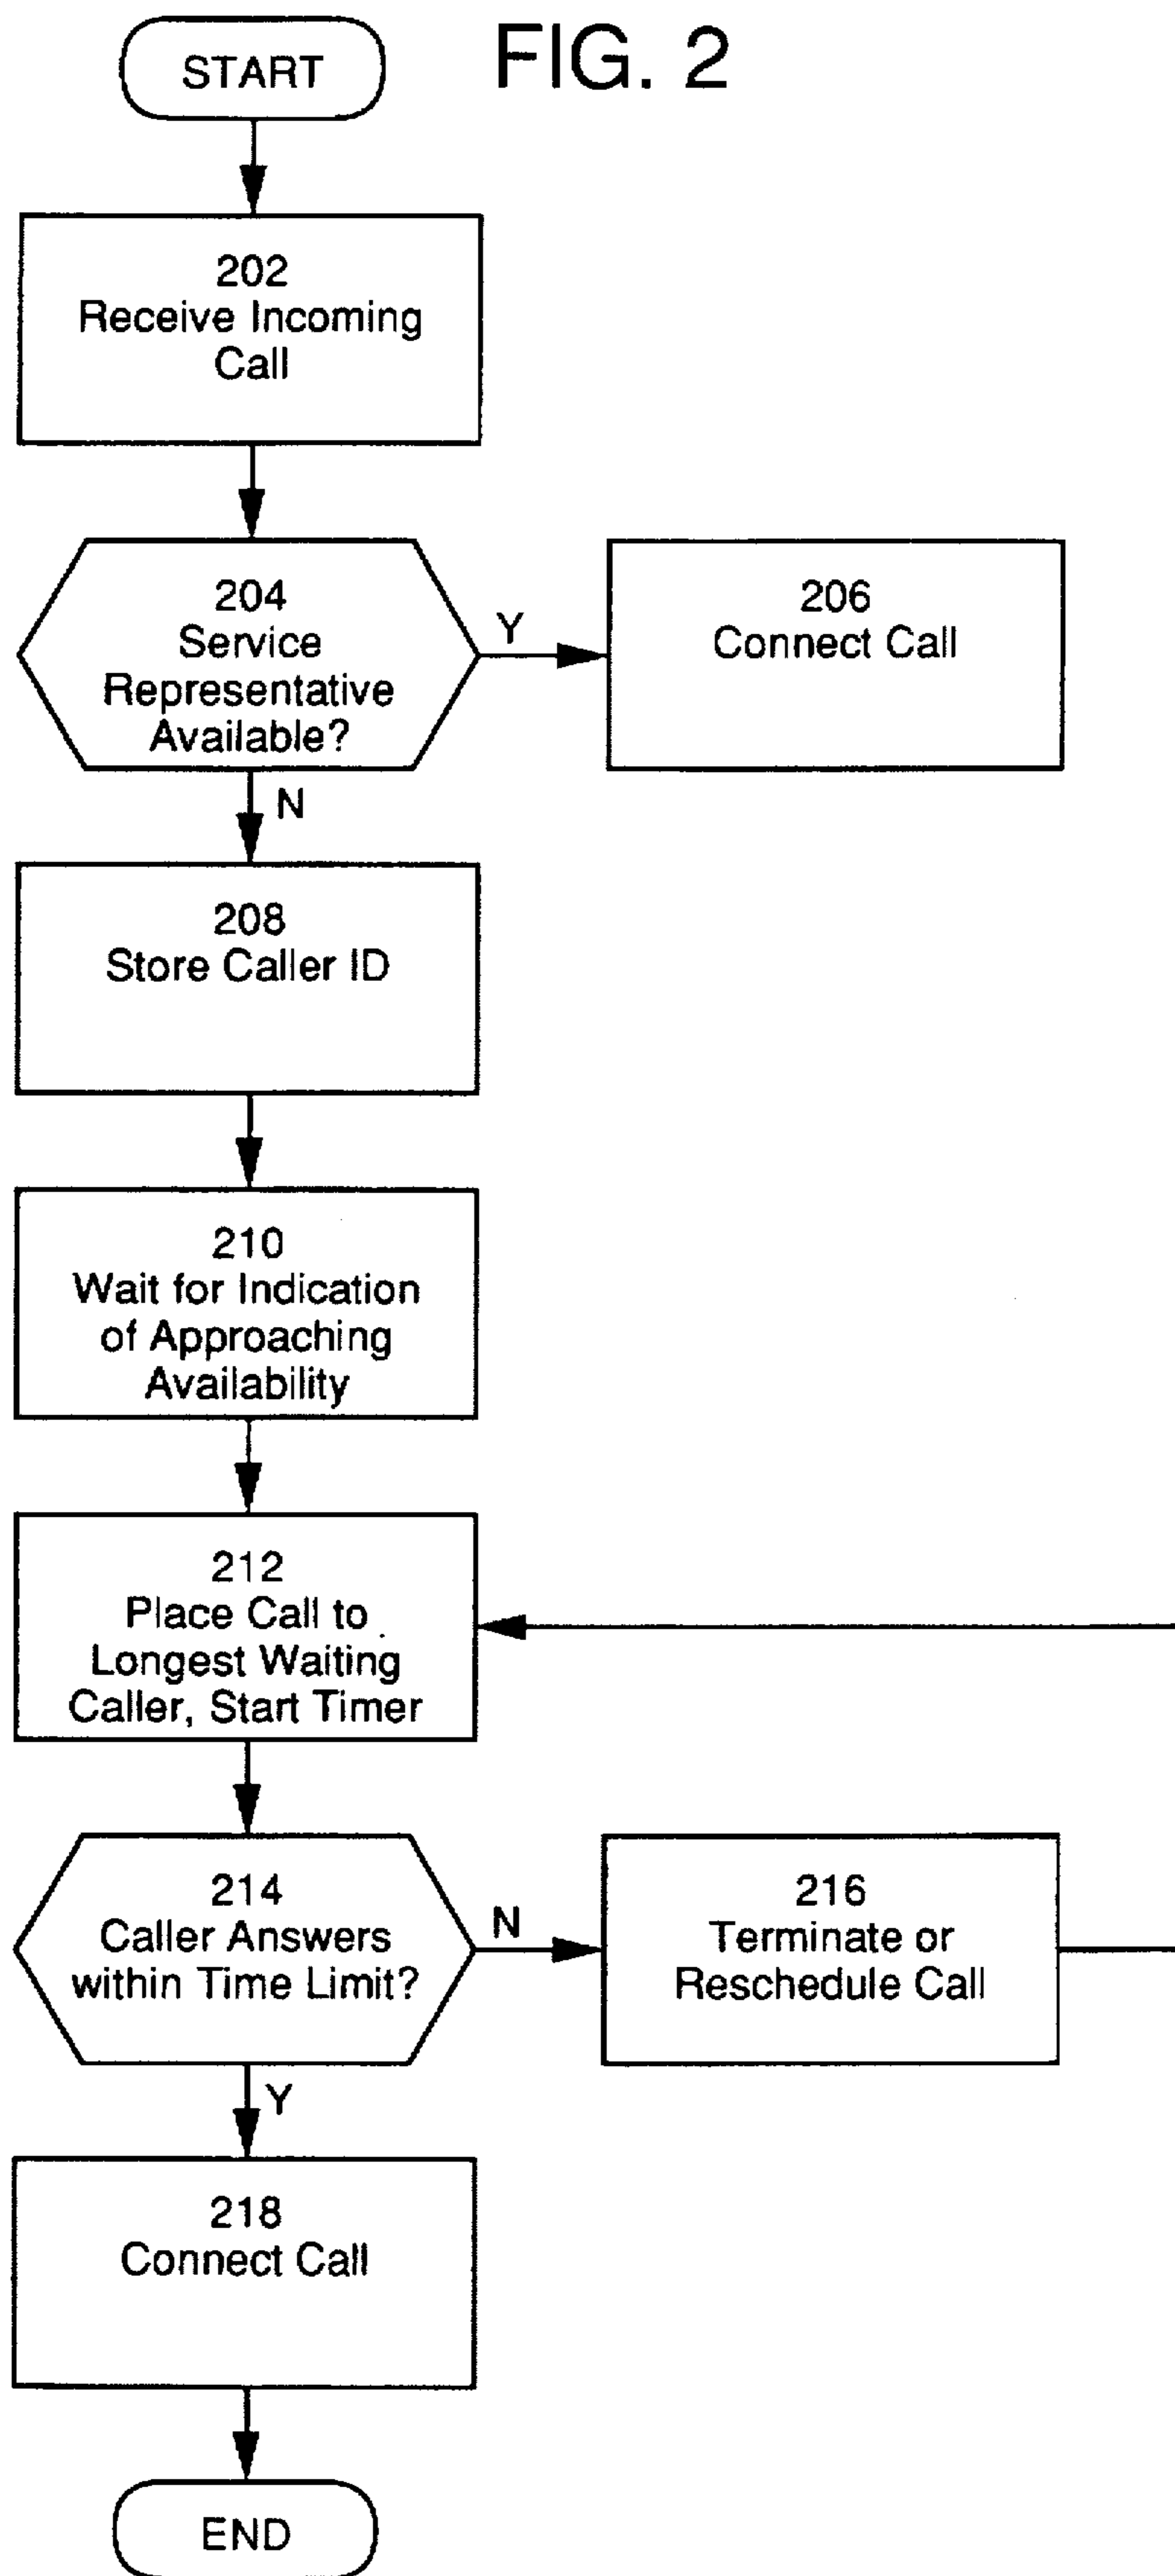 START
FIG. 2
202
Receive Incoming
Call
204
Service
Representative
Available?
Y
206
Connect Call
N
208
Store Caller ID
210
Wait for Indication
of Approaching
Availability
212
Place Call to
Longest Waiting
Caller, Start Timer
214
Caller Answers
within Time Limit?
N
216
Terminate or
Reschedule Call
Y
218
Connect Call
END